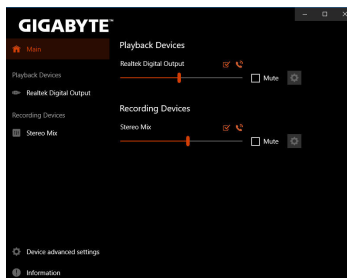 GIGABYTE™
Main
Playback Devices
Realtek Digital Output
Recording Devices
Stereo Mix
Device advanced settings
Information
Playback Devices
Realtek Digital Output
Mute
Recording Devices
Stereo Mix
Mute